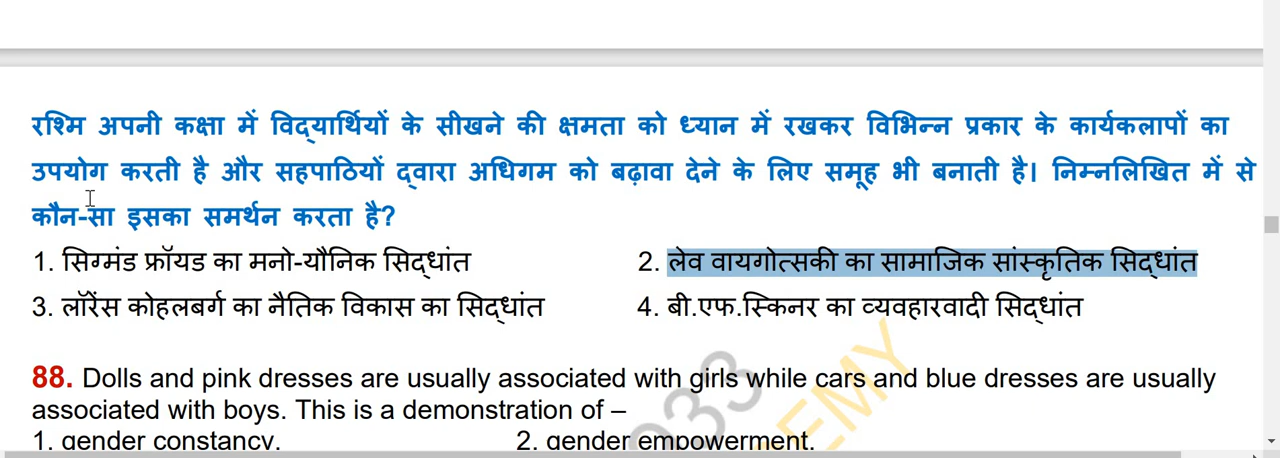 रश्मि अपनी कक्षा में विद्यार्थियों के सीखने की क्षमता को ध्यान में रखकर विभिन्न प्रकार के कार्यकलापों का
उपयोग करती है और सहपाठियों द्वारा अधिगम को बढ़ावा देने के लिए समूह भी बनाती है। निम्नलिखित में से
कौन-सा इसका समर्थन करता है?
1. सिग्मंड फ्रॉयड का मनो-यौनिक सिद्धांत 2. लेव वायगोत्सकी का सामाजिक सांस्कृतिक सिद्धांत
3. लॉरेंस कोहलबर्ग का नैतिक विकास का सिद्धांत 4. बी.एफ.स्किनर का व्यवहारवादी सिद्धांत
88. Dolls and pink dresses are usually associated with girls while cars and blue dresses are usually
associated with boys. This is a demonstration of –
1. gender constancy. 2. gender empowerment.